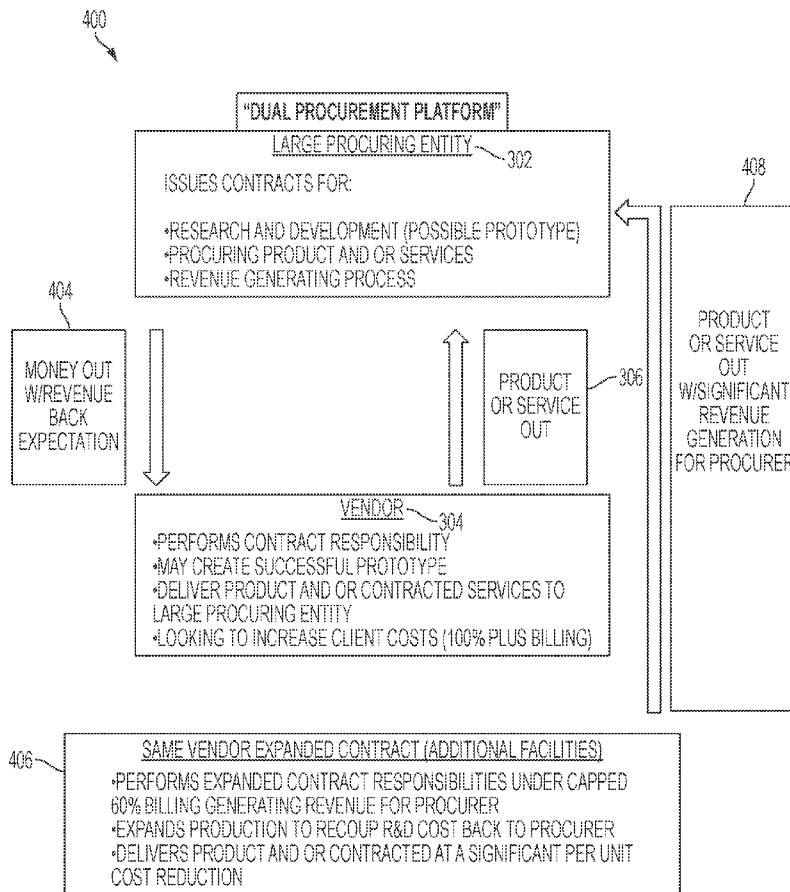 400
"DUAL PROCUREMENT PLATFORM"
LARGE PROCURING ENTITY
302
ISSUES CONTRACTS FOR:
•RESEARCH AND DEVELOPMENT (POSSIBLE PROTOTYPE)
•PROCURING PRODUCT AND OR SERVICES
•REVENUE GENERATING PROCESS
404
MONEY OUT
W/REVENUE
BACK
EXPECTATION
PRODUCT
OR SERVICE
OUT
306
408
PRODUCT
OR SERVICE
OUT
W/SIGNIFICANT
REVENUE
GENERATION
FOR PROCURER
VENDOR
304
•PERFORMS CONTRACT RESPONSIBILITY
•MAY CREATE SUCCESSFUL PROTOTYPE
•DELIVER PRODUCT AND OR CONTRACTED SERVICES TO
LARGE PROCURING ENTITY
•LOOKING TO INCREASE CLIENT COSTS (100% PLUS BILLING)
406
SAME VENDOR EXPANDED CONTRACT (ADDITIONAL FACILITIES)
•PERFORMS EXPANDED CONTRACT RESPONSIBILITIES UNDER CAPPED
60% BILLING GENERATING REVENUE FOR PROCURER
•EXPANDS PRODUCTION TO RECOUP R&D COST BACK TO PROCURER
•DELIVERS PRODUCT AND OR CONTRACTED AT A SIGNIFICANT PER UNIT
COST REDUCTION